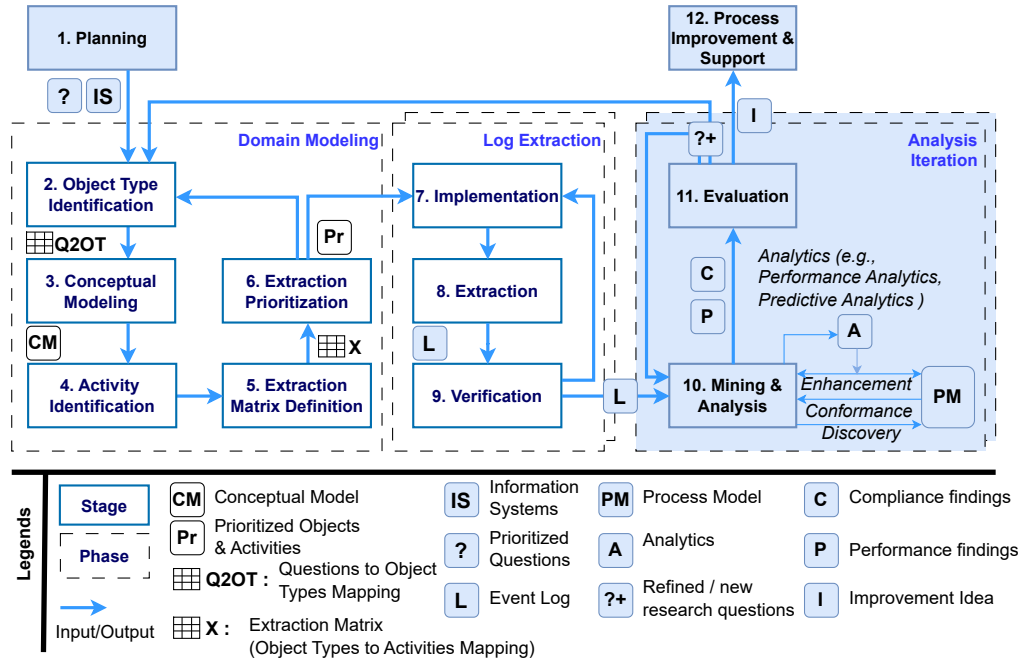 1. Planning
12. Process
Improvement &
Support
?
IS
I
Domain Modeling
Log Extraction
?+
Analysis
Iteration
2. Object Type
Identification
7. Implementation
11. Evaluation
Q2OT
Pr
3. Conceptual
Modeling
6. Extraction
Prioritization
8. Extraction
C
P
Analytics (e.g.,
Performance Analytics,
Predictive Analytics )
CM
X
L
A
4. Activity
Identification
5. Extraction
Matrix Definition
9. Verification
L
10. Mining &
Analysis
Enhancement
Conformance
Discovery
PM
Legends
Stage
Phase
Input/Output
CM
Conceptual Model
Pr
Prioritized Objects
& Activities
Q2OT :
Questions to Object
Types Mapping
X :
Extraction Matrix
(Object Types to Activities Mapping)
IS
Information
Systems
?
Prioritized
Questions
L
Event Log
PM
Process Model
A
Analytics
?+
Refined / new
research questions
C
Compliance findings
P
Performance findings
I
Improvement Idea